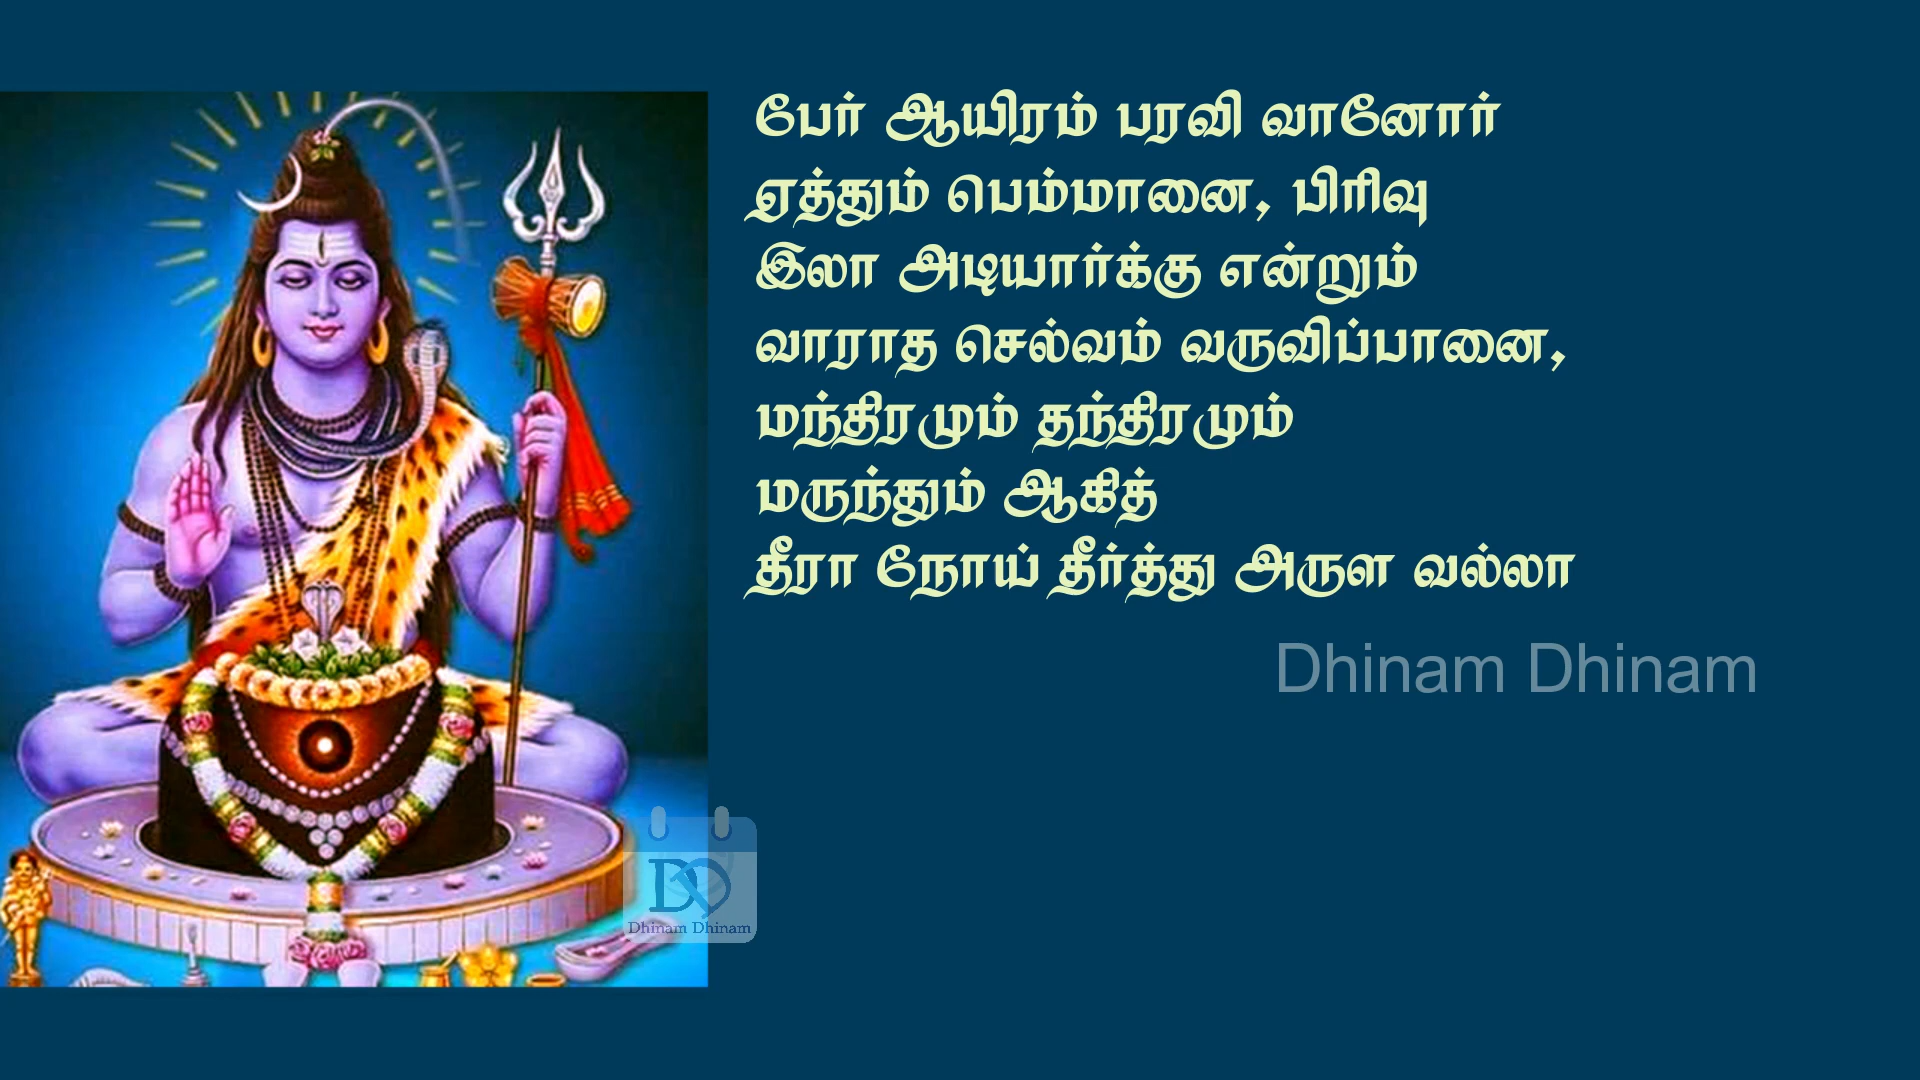 பேர் ஆயிரம் பரவி வானோர்
ஏத்தும் பெம்மானை, பிரிவு
இலா அடியார்க்கு என்றும்
வாராத செல்வம் வருவிப்பானை,
மந்திரமும் தந்திரமும்
மருந்தும் ஆகித்
தீரா நோய் தீர்த்து அருள வல்லா
Dhinam Dhinam
Dhinam Dhinam